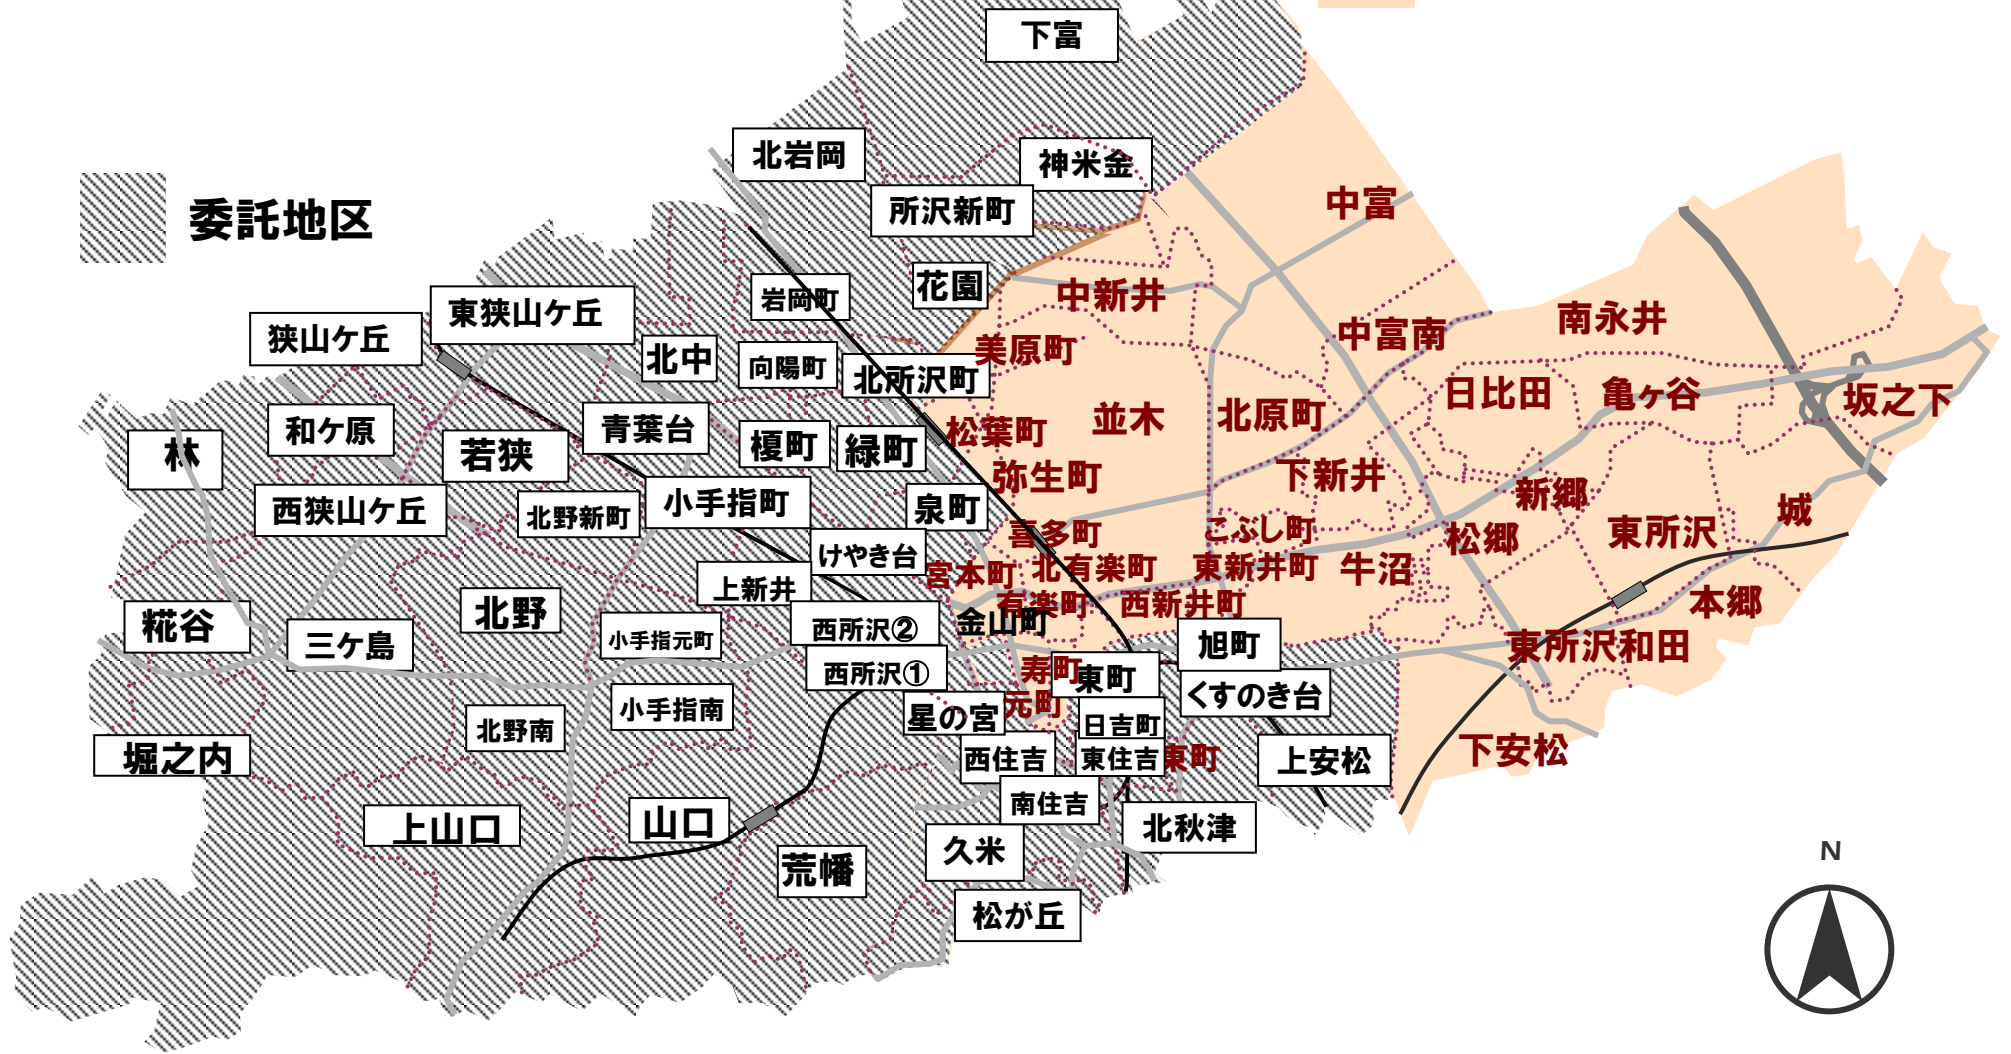 下富
北岩岡
神米金
所沢新町
中富
委託地区
花園
岩岡町
中新井
東狭山ケ丘
狭山ケ丘
南永井
中富南
美原町
北中
向陽町
北所沢町
日比田
亀ヶ谷
坂之下
並木
北原町
和ケ原
青葉台
松葉町
榎町
緑町
林
若狭
弥生町
下新井
小手指町
新郷
西狭山ケ丘
北野新町
泉町
城
喜多町
こぶし町
東所沢
松郷
けやき台
北有楽町
東新井町
牛沼
宮本町
上新井
有楽町
西新井町
本郷
北野
糀谷
金山町
西所沢②
三ケ島
小手指元町
旭町
東所沢和田
西所沢①
寿町
東町
くすのき台
小手指南
元町
星の宮
日吉町
北野南
下安松
堀之内
西住吉
東住吉
東町
上安松
南住吉
上山口
山口
北秋津
久米
荒幡
松が丘
N